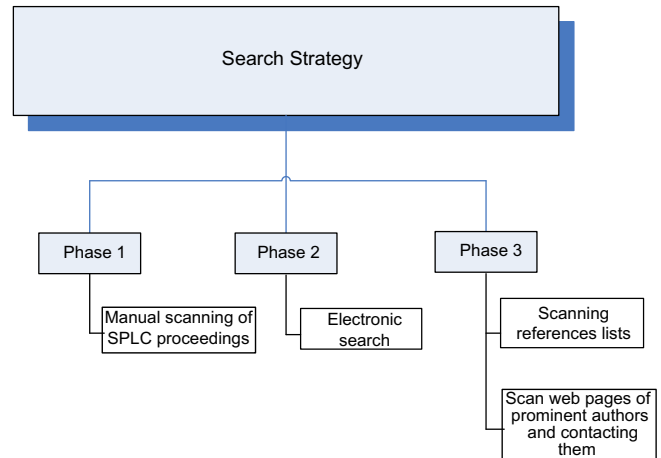 Search Strategy
Phase 1
Phase 2
Phase 3
Manual scanning of
SPLC proceedings
Electronic
search
Scanning
references lists
Scan web pages of
prominent authors
and contacting
them